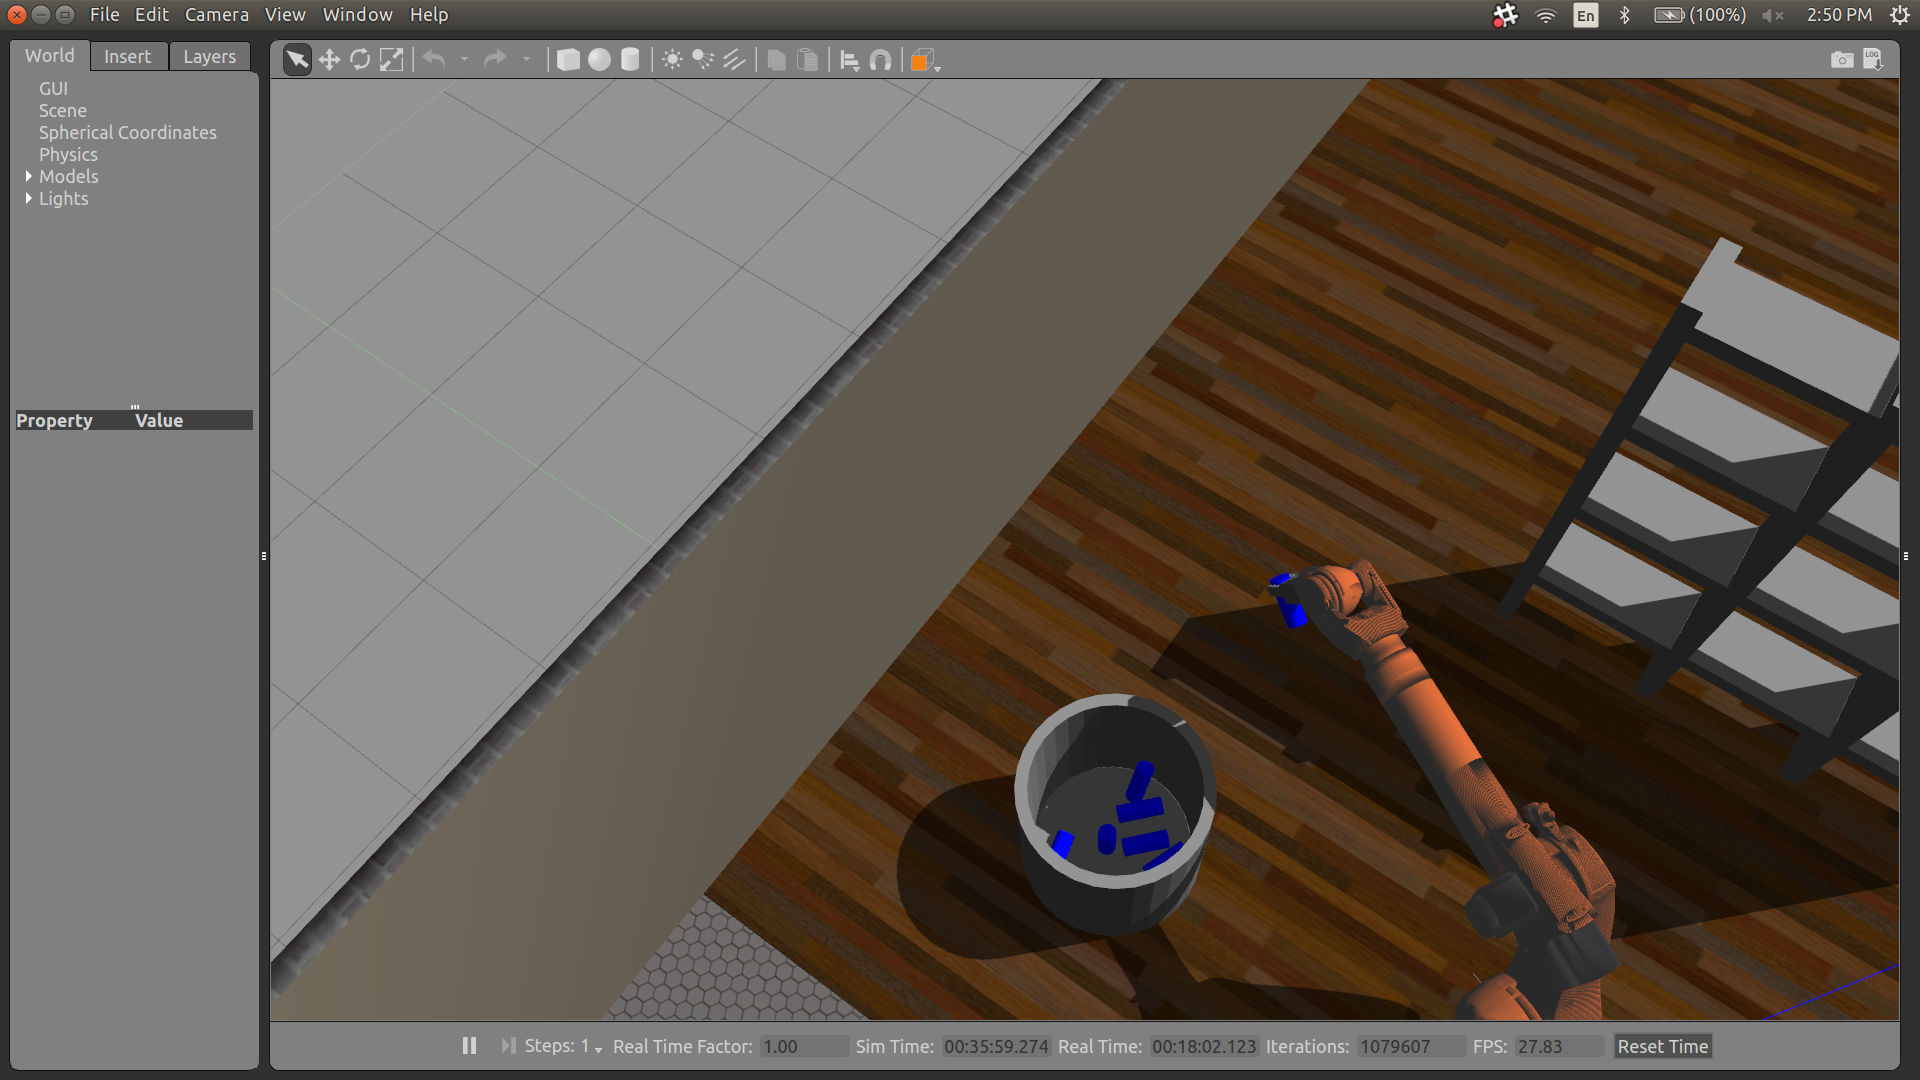 File Edit Camera View Window Help
En (100%) 2:50 PM
World Insert Layers
LOG
GUI
Scene
Spherical Coordinates
Physics
Models
Lights
Property Value
Steps: 1 Real Time Factor: 1.00 Sim Time: 00:35:59.274 Real Time: 00:18:02.123 Iterations: 1079607 FPS: 27.83 Reset Time